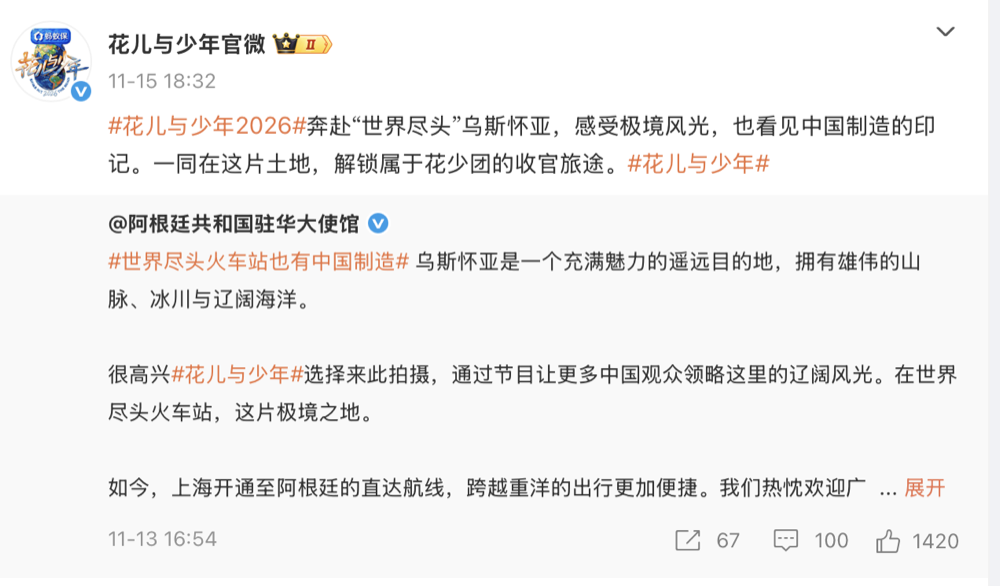 蚂蚁保
花儿与少年
花儿与少年官微 II
11-15 18:32
#花儿与少年2026#奔赴“世界尽头”乌斯怀亚，感受极境风光，也看见中国制造的印
记。一同在这片土地，解锁属于花少团的收官旅途。#花儿与少年#
@阿根廷共和国驻华大使馆
#世界尽头火车站也有中国制造# 乌斯怀亚是一个充满魅力的遥远目的地，拥有雄伟的山
脉、冰川与辽阔海洋。
很高兴#花儿与少年#选择来此拍摄，通过节目让更多中国观众领略这里的辽阔风光。在世界
尽头火车站，这片极境之地。
如今，上海开通至阿根廷的直达航线，跨越重洋的出行更加便捷。我们热忱欢迎广 ... 展开
11-13 16:54 67 100 1420